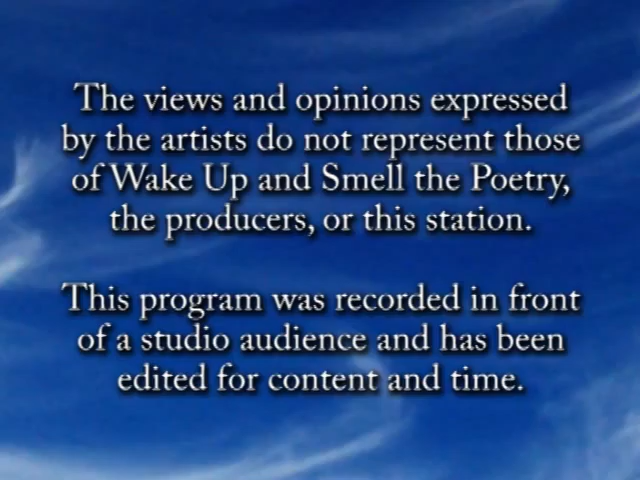 The views and opinions expressed
by the artists do not represent those
of Wake Up and Smell the Poetry,
the producers, or this station.
This program was recorded in front
of a studio audience and has been
edited for content and time.